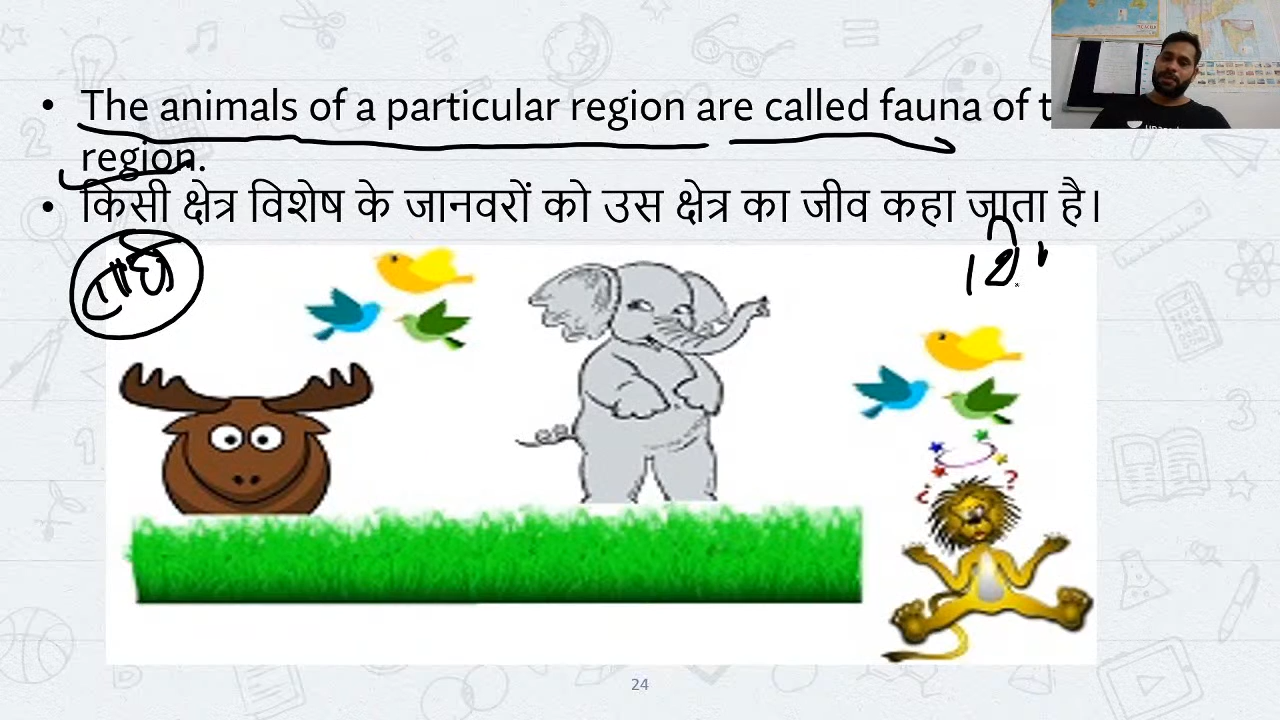 • The animals of a particular region are called fauna of
region.
• किसी क्षेत्र विशेष के जानवरों को उस क्षेत्र का जीव कहा जाता है।
24